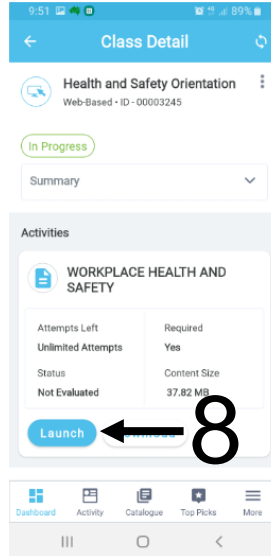 9:51 89%
Class Detail
Health and Safety Orientation
Web-Based • ID - 00003245
In Progress
Summary
Activities
WORKPLACE HEALTH AND
SAFETY
Attempts Left Required
Unlimited Attempts Yes
Status Content Size
Not Evaluated 37.82 MB
Launch 8
Dashboard Activity Catalogue Top Picks More